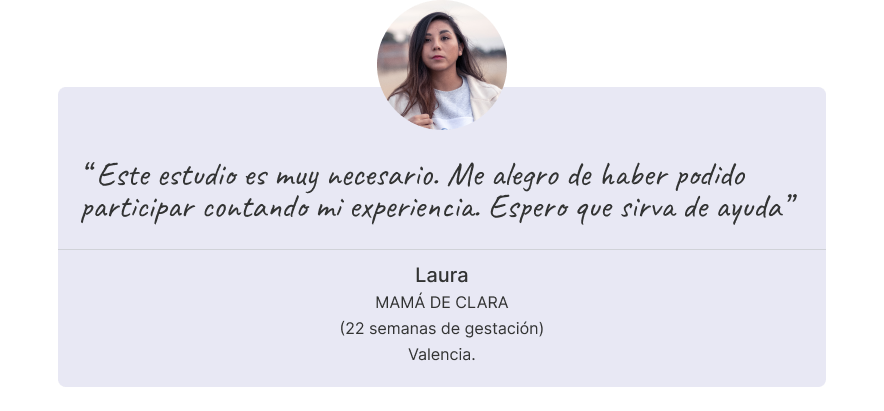 “Este estudio es muy necesario. Me alegro de haber podido
participar contando mi experiencia. Espero que sirva de ayuda”
Laura
MAMÁ DE CLARA
(22 semanas de gestación)
Valencia.